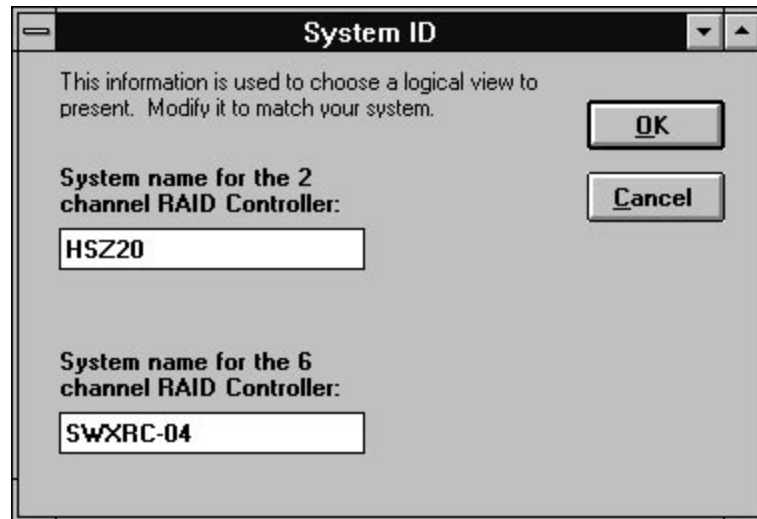 System ID
This information is used to choose a logical view to
present.  Modify it to match your system.
OK
Cancel
System name for the 2
channel RAID Controller:
HSZ20
System name for the 6
channel RAID Controller:
SWXRC-04